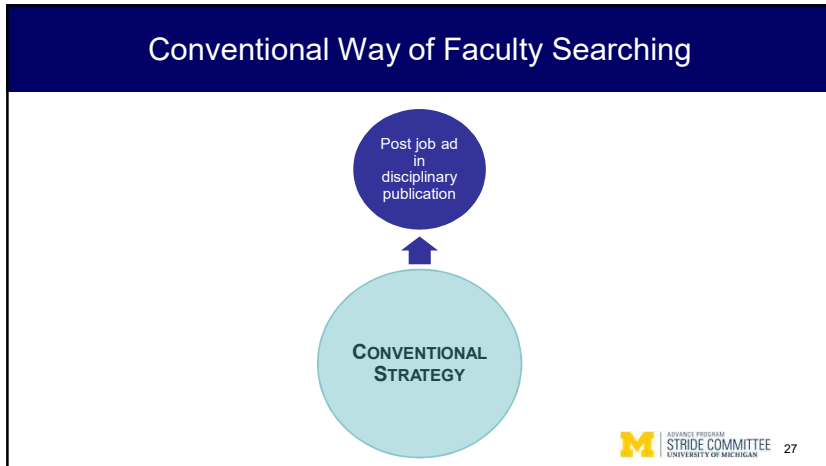 Conventional Way of Faculty Searching
Post job ad
in
disciplinary
publication
CONVENTIONAL
STRATEGY
M
ADVANCE PROGRAM
STRIDE COMMITTEE
UNIVERSITY OF MICHIGAN
27